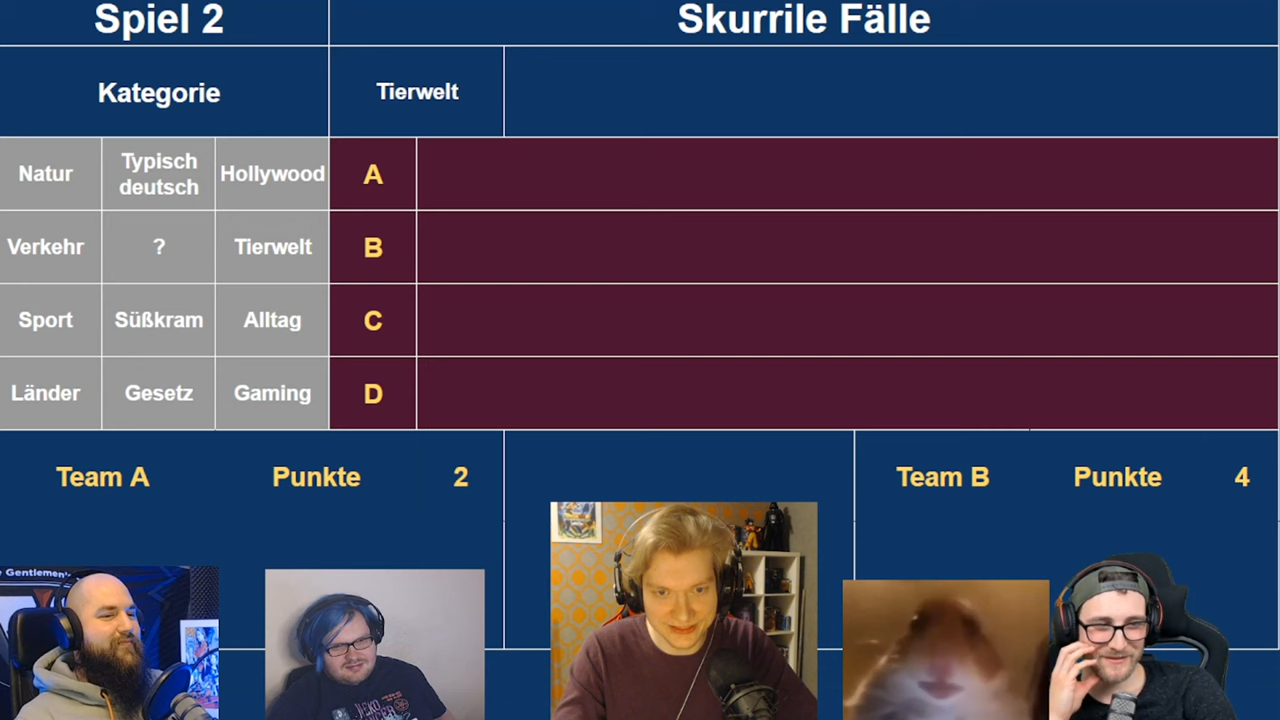 Spiel 2
Skurrile Fälle
Kategorie
Tierwelt
Natur
Typisch
deutsch
Hollywood
A
Verkehr
?
Tierwelt
B
Sport
Süßkram
Alltag
C
Länder
Gesetz
Gaming
D
Team A
Punkte
2
Team B
Punkte
4
Gentlemen's